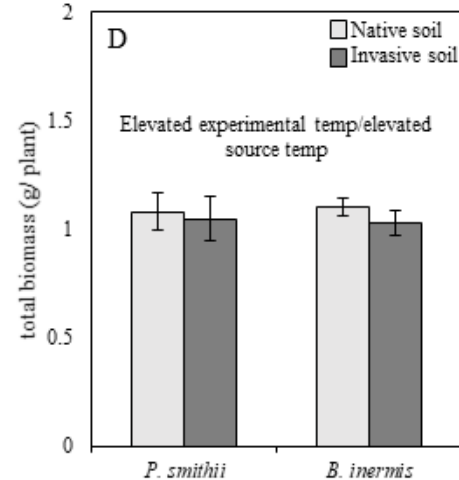 2
D
Native soil
Invasive soil
1.5
Elevated experimental temp/elevated
source temp
total biomass (g/ plant)
1
0.5
0
P. smithii
B. inermis